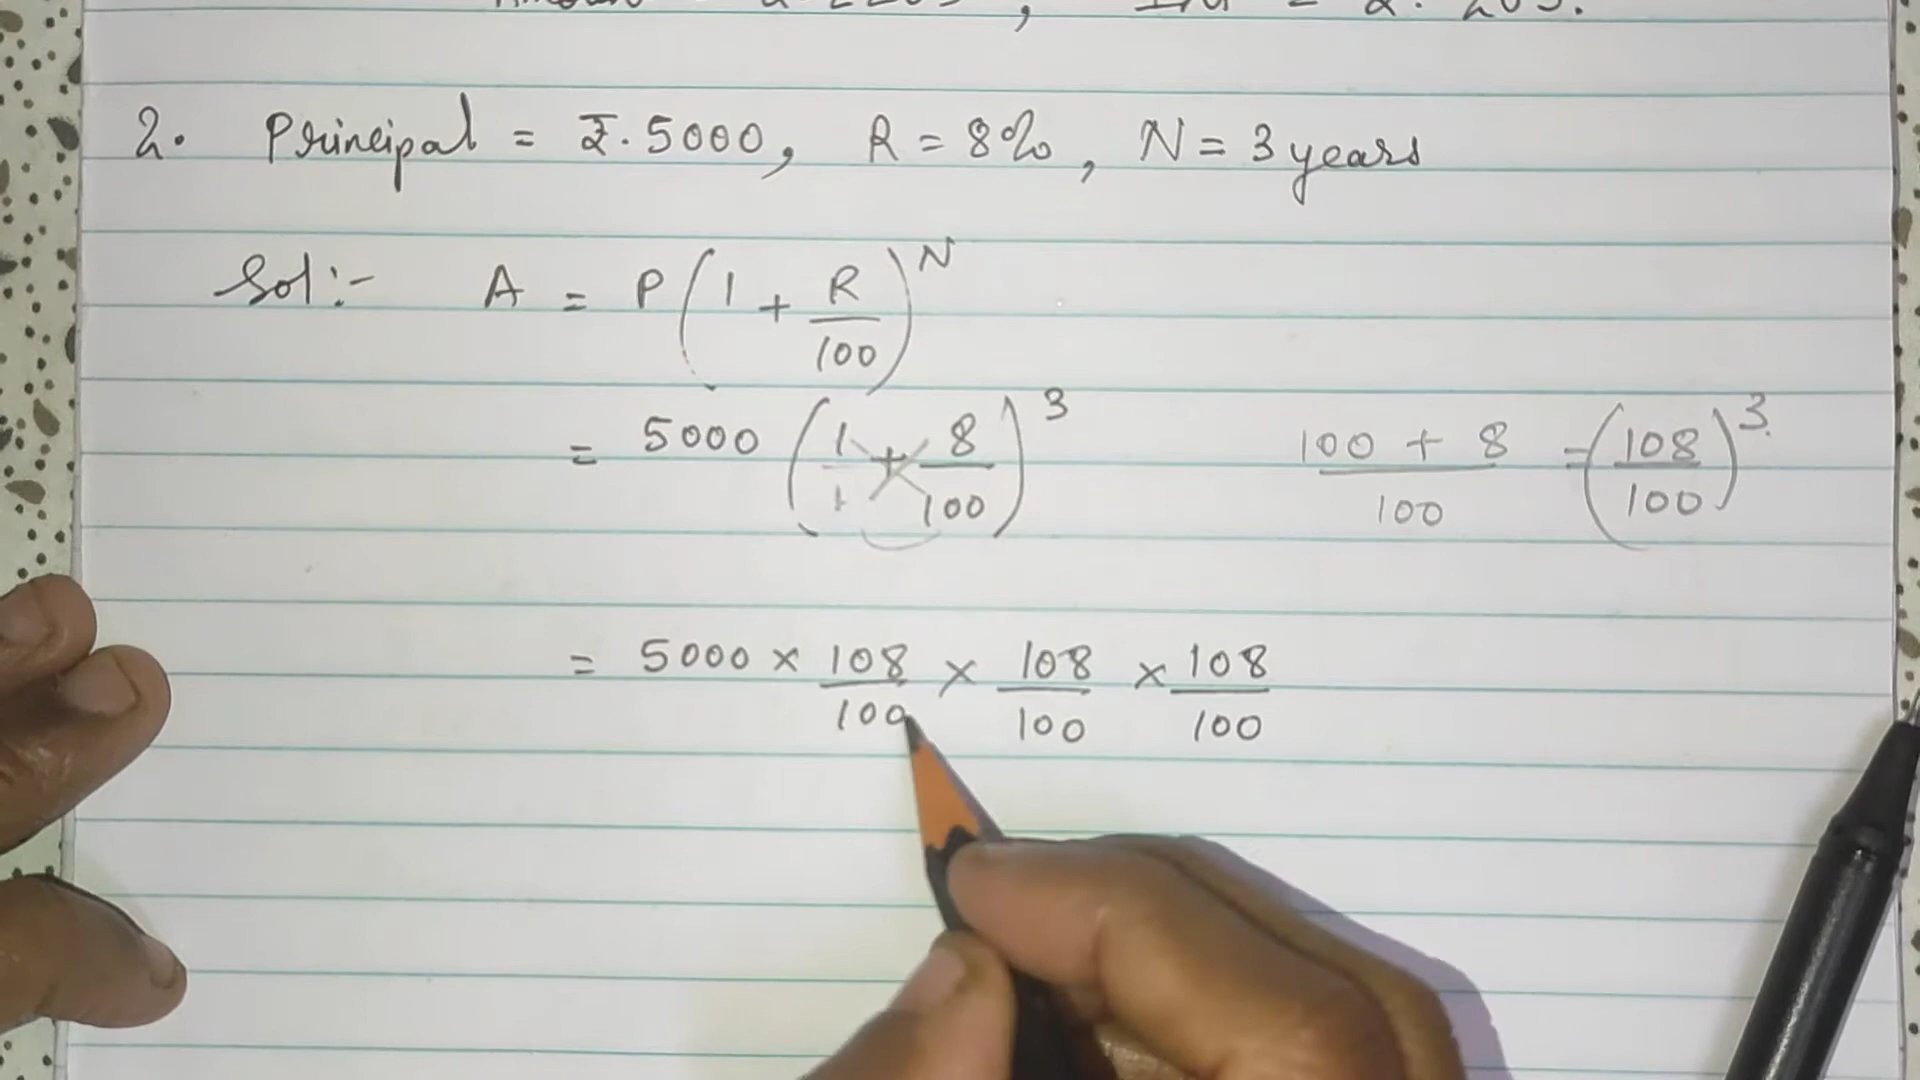 2. Principal = ₹. 5000, R = 8%, N = 3 years
Sol:- A = P(1 + R/100)^N
= 5000 (1/1 + 8/100)^3 100 + 8/100 = (108/100)^3.
= 5000 × 108/100 × 108/100 × 108/100